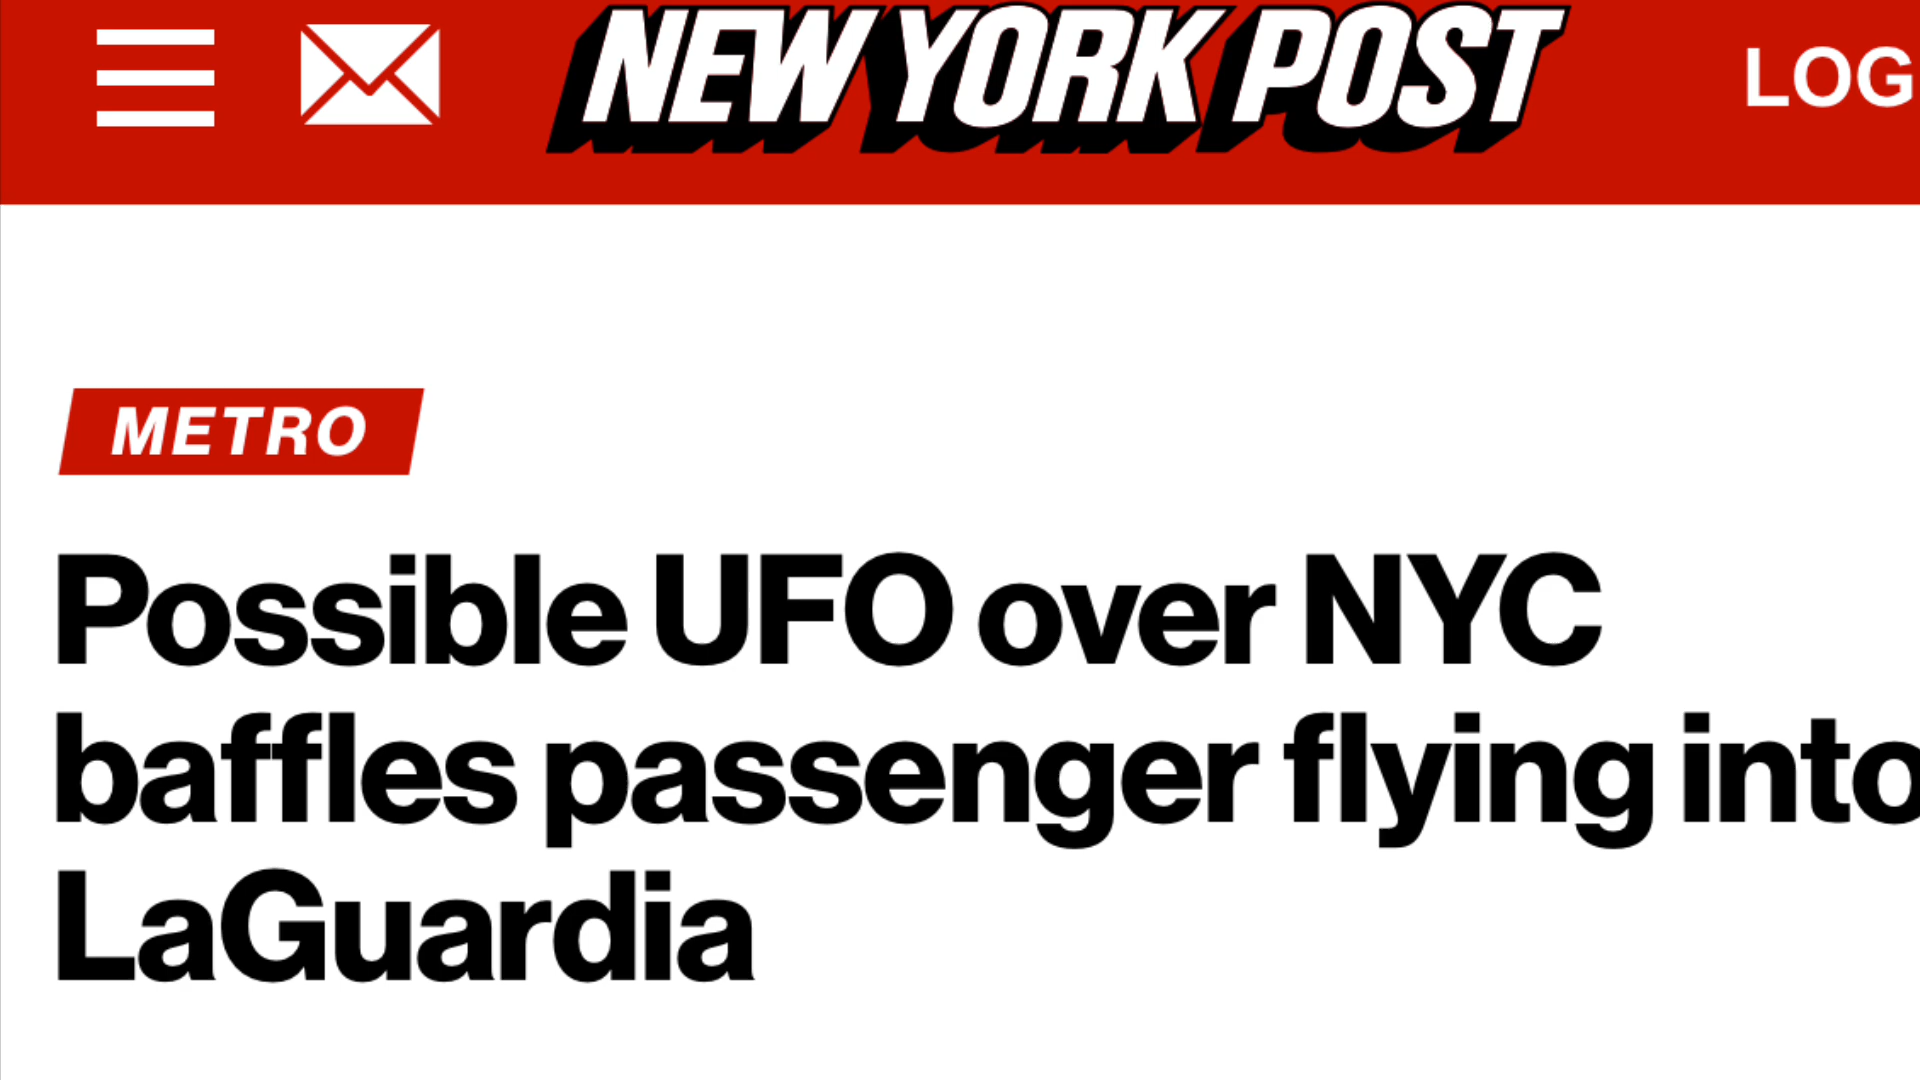 NEW YORK POST
LOG
METRO
Possible UFO over NYC
baffles passenger flying into
LaGuardia